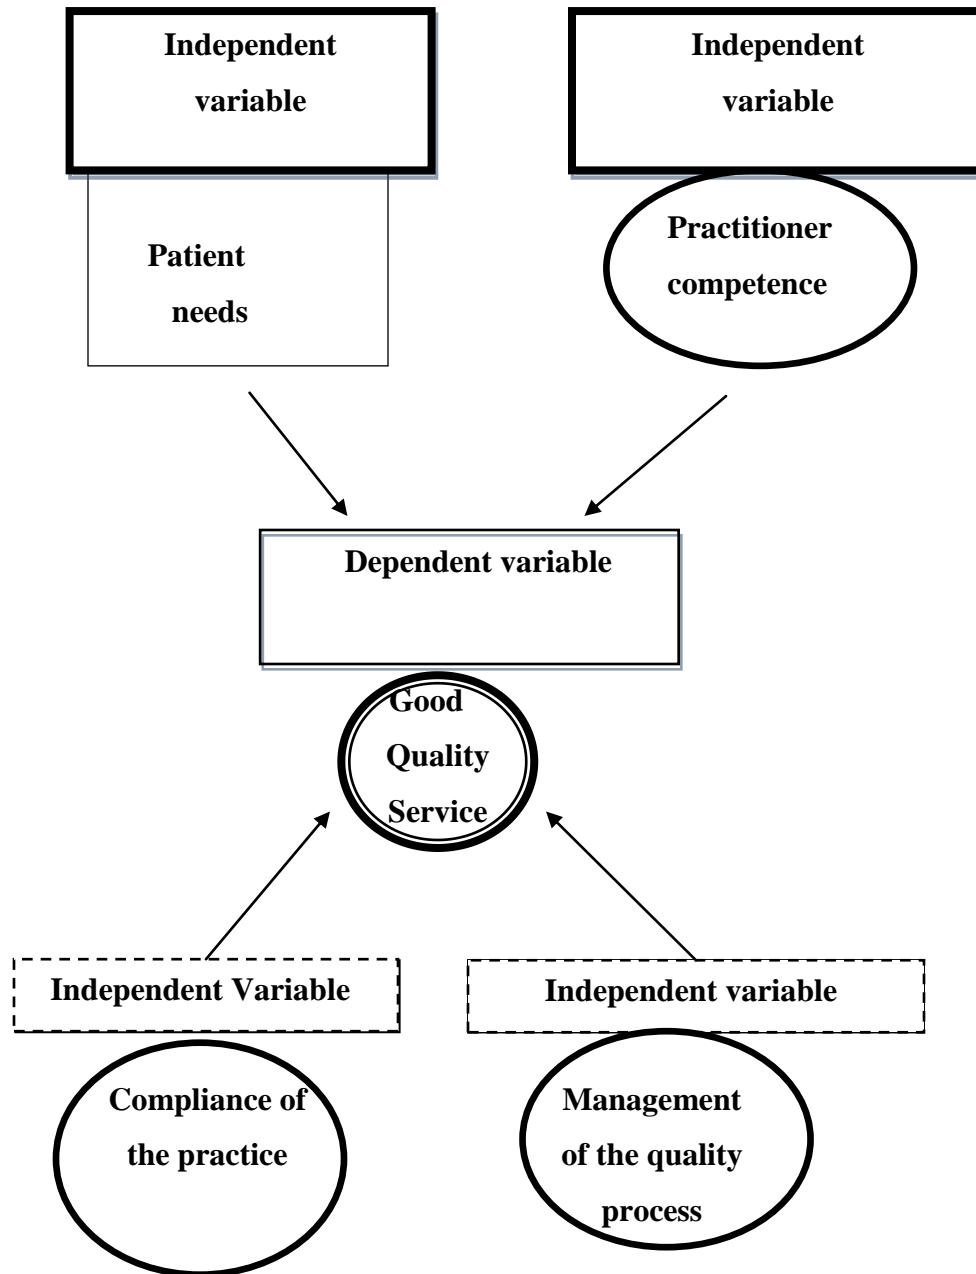 Independent
variable
Independent
variable
Patient
needs
Practitioner
competence
Dependent variable
Good
Quality
Service
Independent Variable
Independent variable
Compliance of
the practice
Management
of the quality
process